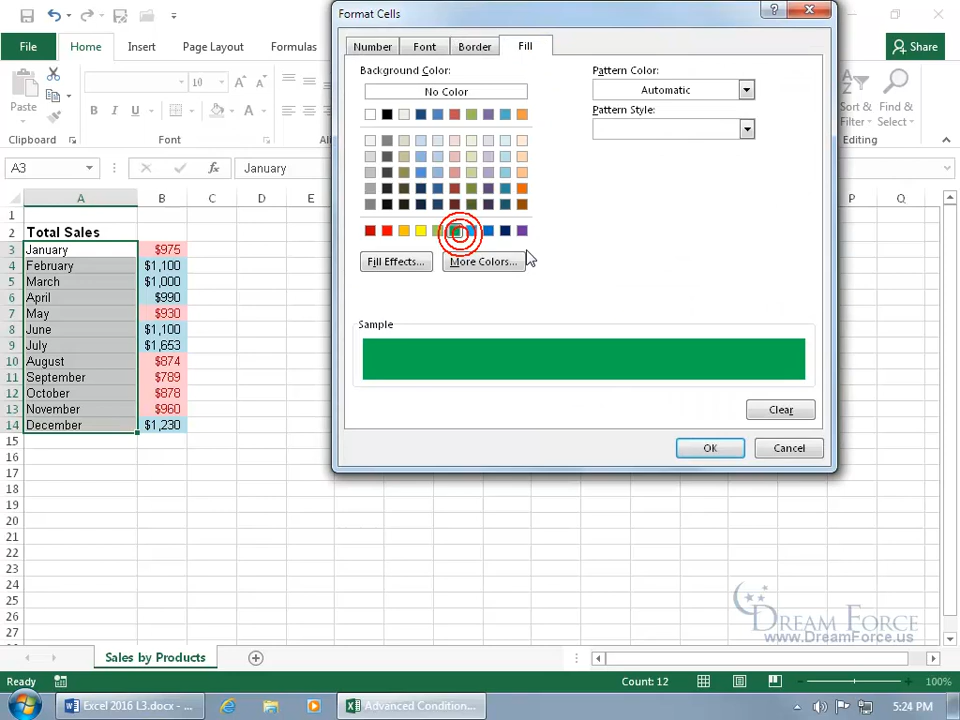 Format Cells
File Home Insert Page Layout Formulas
Share
Number Font Border Fill
Background Color:
No Color
Pattern Color:
Automatic
Pattern Style:
Paste
10
B I U
Clipboard
Font
Sort &
Filter
Find &
Select
A3
January
A B C D E P Q
1
2 Total Sales
3 January $975
4 February $1,100
5 March $1,000
6 April $990
7 May $930
8 June $1,100
9 July $1,653
10 August $874
11 September $789
12 October $878
13 November $960
14 December $1,230
15
16
17
18
19
20
21
22
23
24
25
26
27
Fill Effects...
More Colors...
Sample
Clear
OK Cancel
DREAM FORCE
www.DreamForce.us
Sales by Products
Ready
Count: 12
100%
Excel 2016 L3.docx - ...
Advanced Condition...
5:24 PM